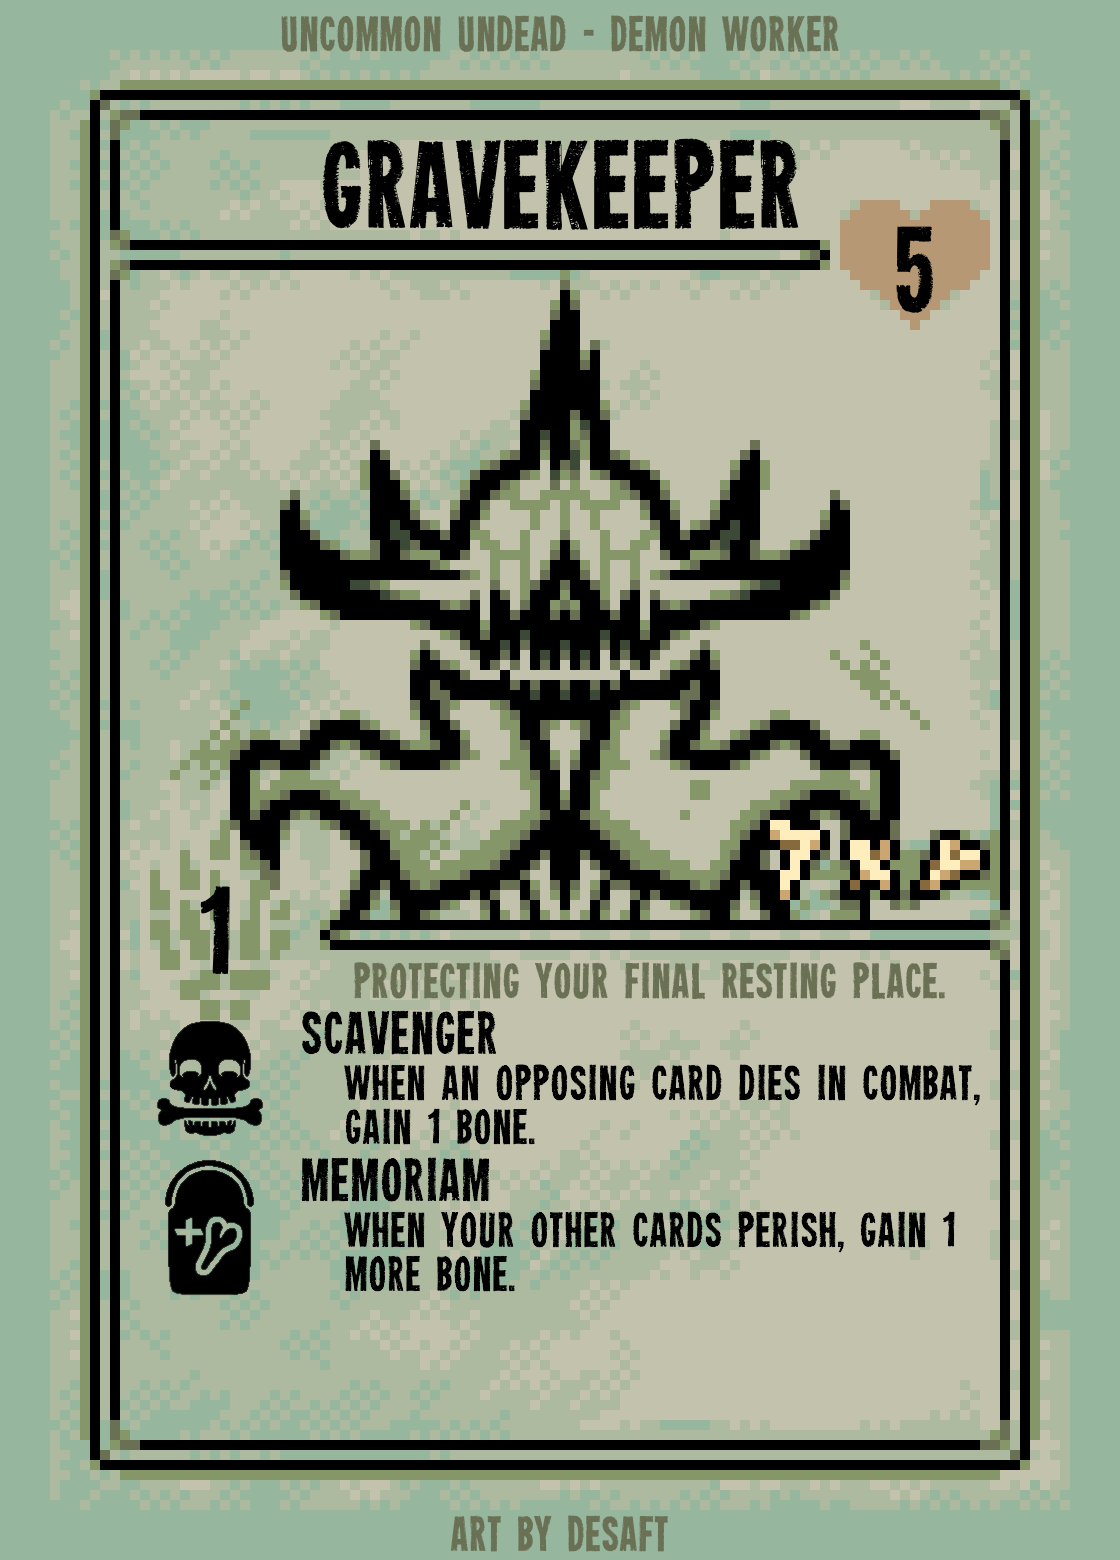 UNCOMMON UNDEAD - DEMON WORKER
GRAVEKEEPER
5
1
PROTECTING YOUR FINAL RESTING PLACE.
SCAVENGER
WHEN AN OPPOSING CARD DIES IN COMBAT,
GAIN 1 BONE.
MEMORIAM
WHEN YOUR OTHER CARDS PERISH, GAIN 1
MORE BONE.
ART BY DESAFT